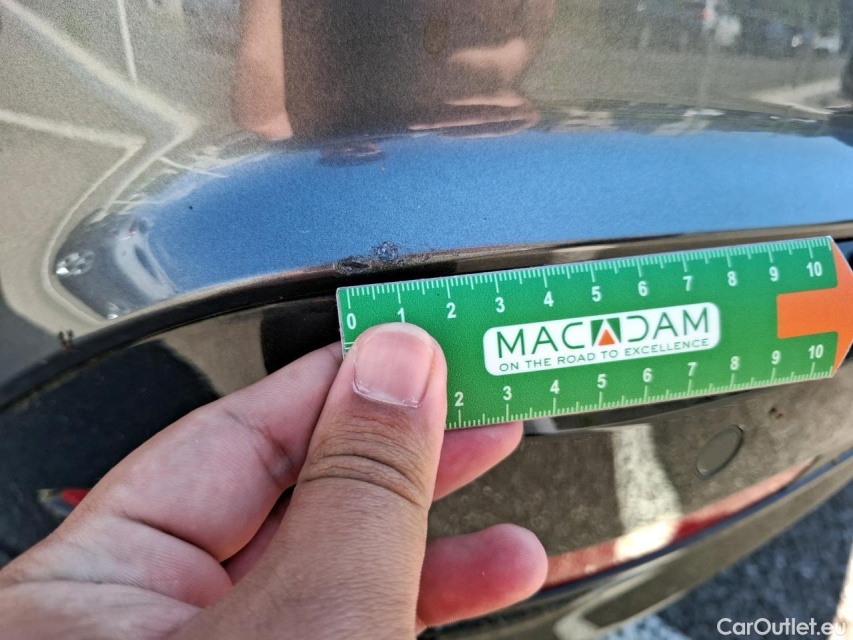 0 1 2 3 4 5 6 7 8 9 10
MACADAM
ON THE ROAD TO EXCELLENCE
2 3 4 5 6 7 8 9 10
CarOutlet.eu